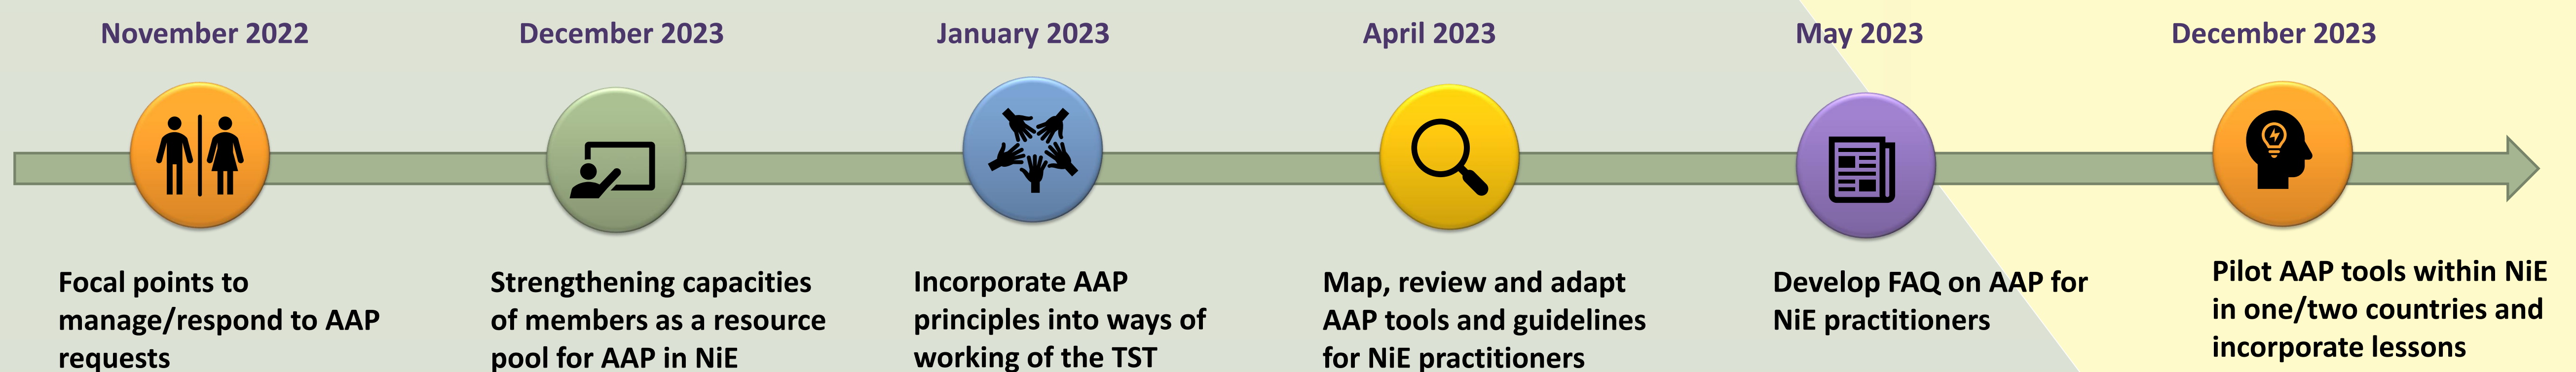 November 2022
Focal points to
manage/respond to AAP
requests
December 2023
Strengthening capacities
of members as a resource
pool for AAP in NiE
January 2023
Incorporate AAP
principles into ways of
working of the TST
April 2023
Map, review and adapt
AAP tools and guidelines
for NiE practitioners
May 2023
Develop FAQ on AAP for
NiE practitioners
December 2023
Pilot AAP tools within NiE
in one/two countries and
incorporate lessons